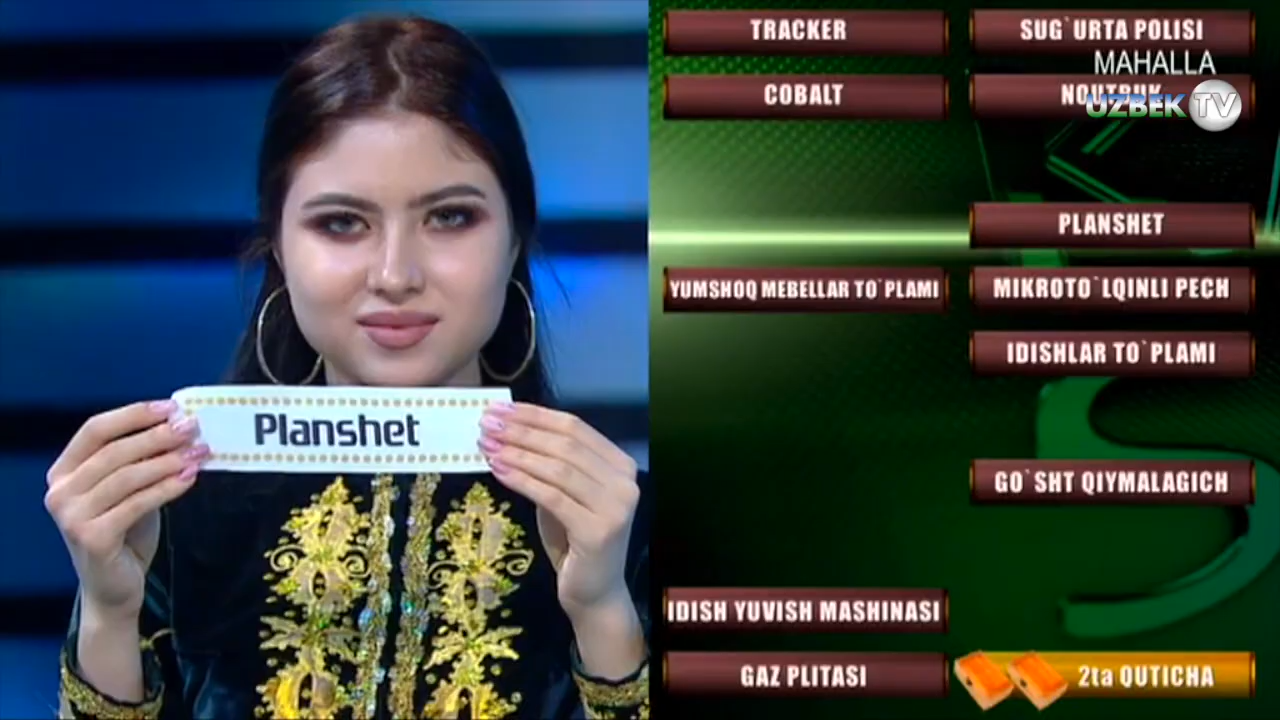 TRACKER
SUG`URTA POLISI
MAHALLA
COBALT
NOUTBUK
UZBEK TV
PLANSHET
YUMSHOQ MEBELLAR TO`PLAMI
MIKROTO`LQINLI PECH
IDISHLAR TO`PLAMI
Planshet
GO`SHT QIYMALAGICH
IDISH YUVISH MASHINASI
GAZ PLITASI
2ta QUTICHA